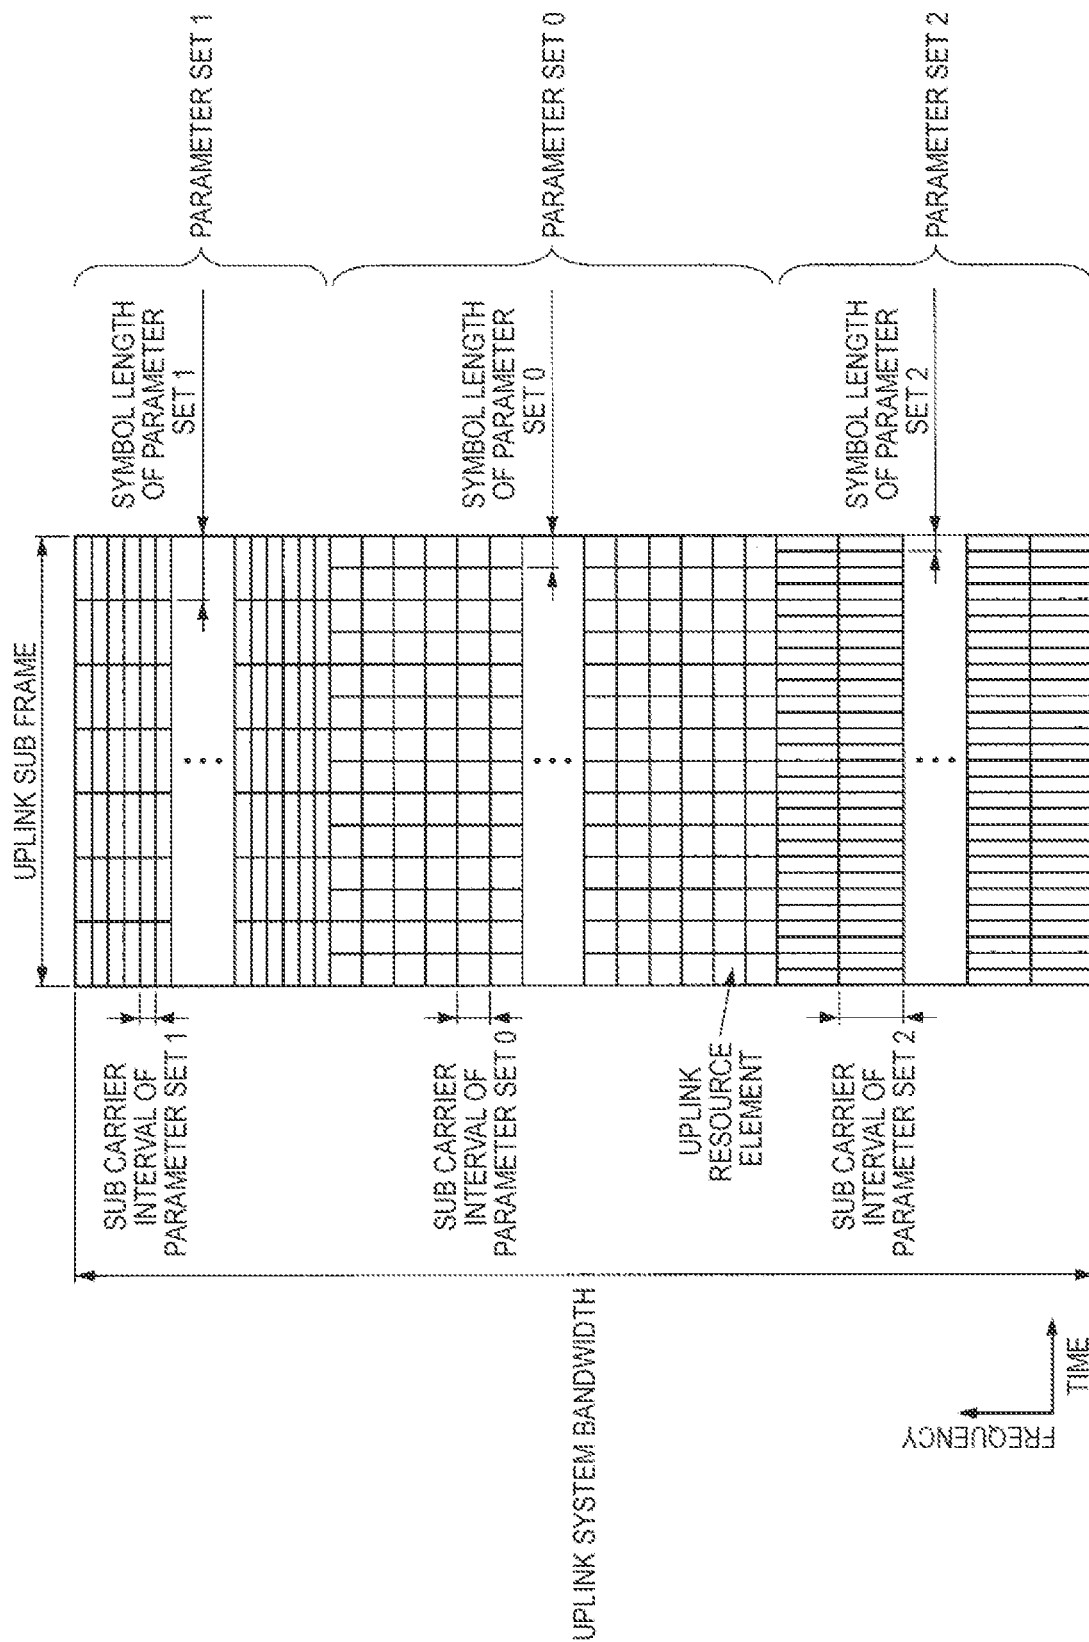 UPLINK SUB FRAME
SUB CARRIER
INTERVAL OF
PARAMETER SET 1
SYMBOL LENGTH
OF PARAMETER
SET 1
PARAMETER SET 1
SUB CARRIER
INTERVAL OF
PARAMETER SET 0
SYMBOL LENGTH
OF PARAMETER
SET 0
PARAMETER SET 0
UPLINK
RESOURCE
ELEMENT
SUB CARRIER
INTERVAL OF
PARAMETER SET 2
SYMBOL LENGTH
OF PARAMETER
SET 2
PARAMETER SET 2
UPLINK SYSTEM BANDWIDTH
FREQUENCY
TIME